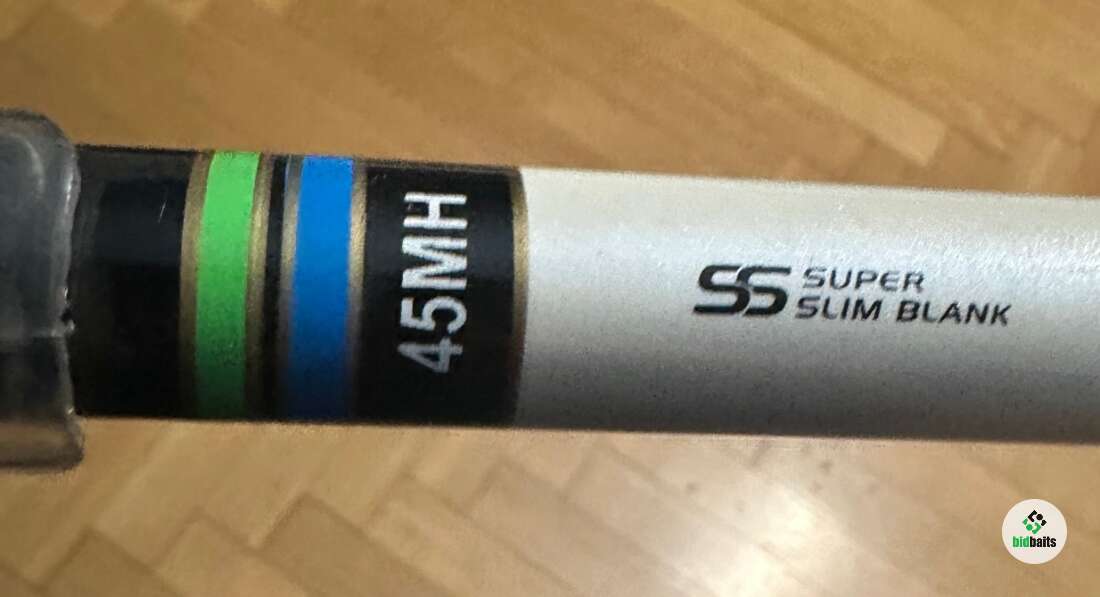 45MH
SS SUPER
SLIM BLANK
bidbaits